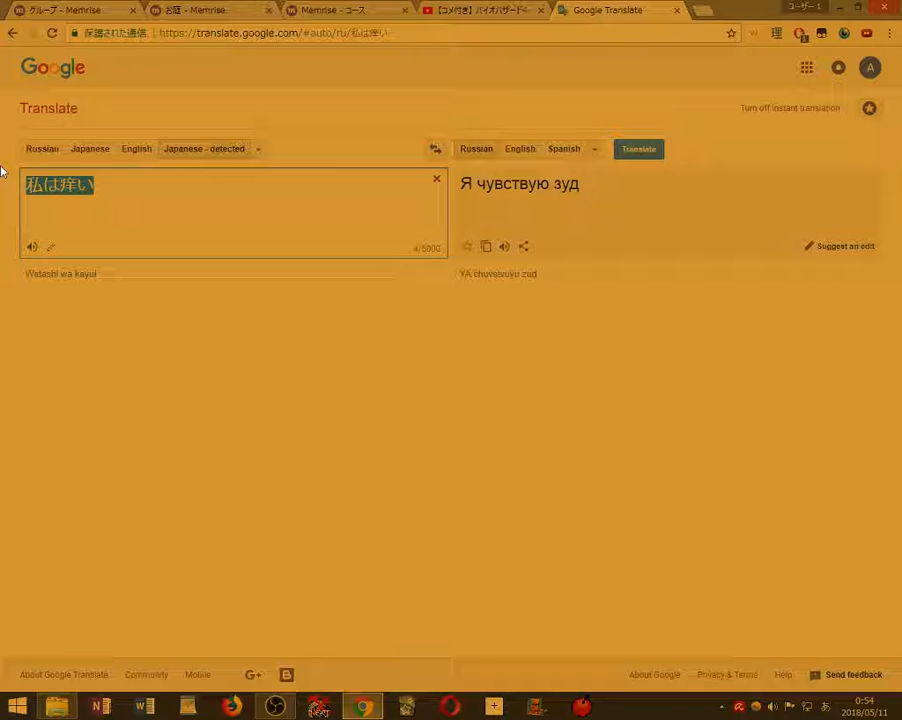 グループ - Memrise
お庭 - Memrise
Memrise - コース
【コメ付き】バイオハザード4
Google Translate
ユーザー 1
保護された通信 https://translate.google.com/#auto/ru/私は痒い
Google
A
Translate
Turn off instant translation
Russian Japanese English Japanese - detected
Russian English Spanish Translate
私は痒い
Я чувствую зуд
4/5000
Suggest an edit
Watashi wa kayui
YA chuvstvuyu zud
About Google Translate Community Mobile G+ B
About Google Privacy & Terms Help Send feedback
あ
0:54
2018/05/11